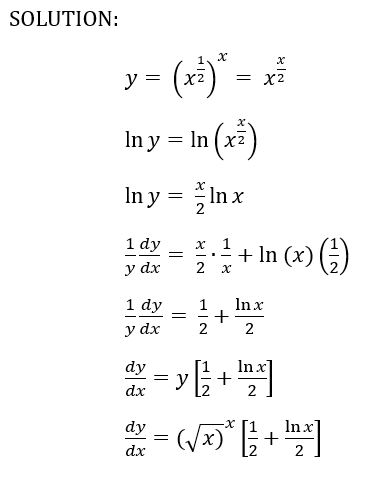 SOLUTION:
y = (x^{1/2})^x = x^{x/2}
ln y = ln (x^{x/2})
ln y = x/2 ln x
1/y dy/dx = x/2 · 1/x + ln (x) (1/2)
1/y dy/dx = 1/2 + ln x/2
dy/dx = y [1/2 + ln x/2]
dy/dx = (√x)^x [1/2 + ln x/2]